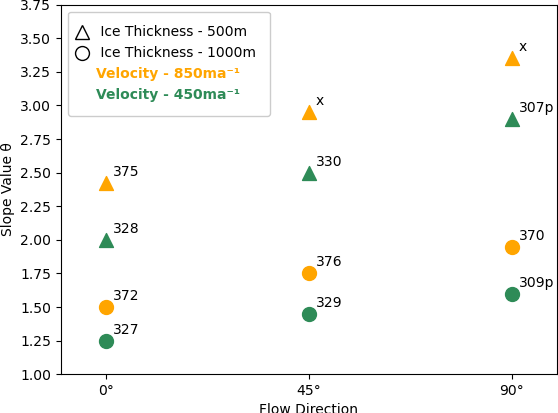 3.75
3.50
3.25
3.00
2.75
2.50
2.25
2.00
1.75
1.50
1.25
1.00
Slope Value θ
Ice Thickness - 500m
Ice Thickness - 1000m
Velocity - 850ma⁻¹
Velocity - 450ma⁻¹
x
x
307p
375
330
328
370
376
372
309p
329
327
0°
45°
90°
Flow Direction